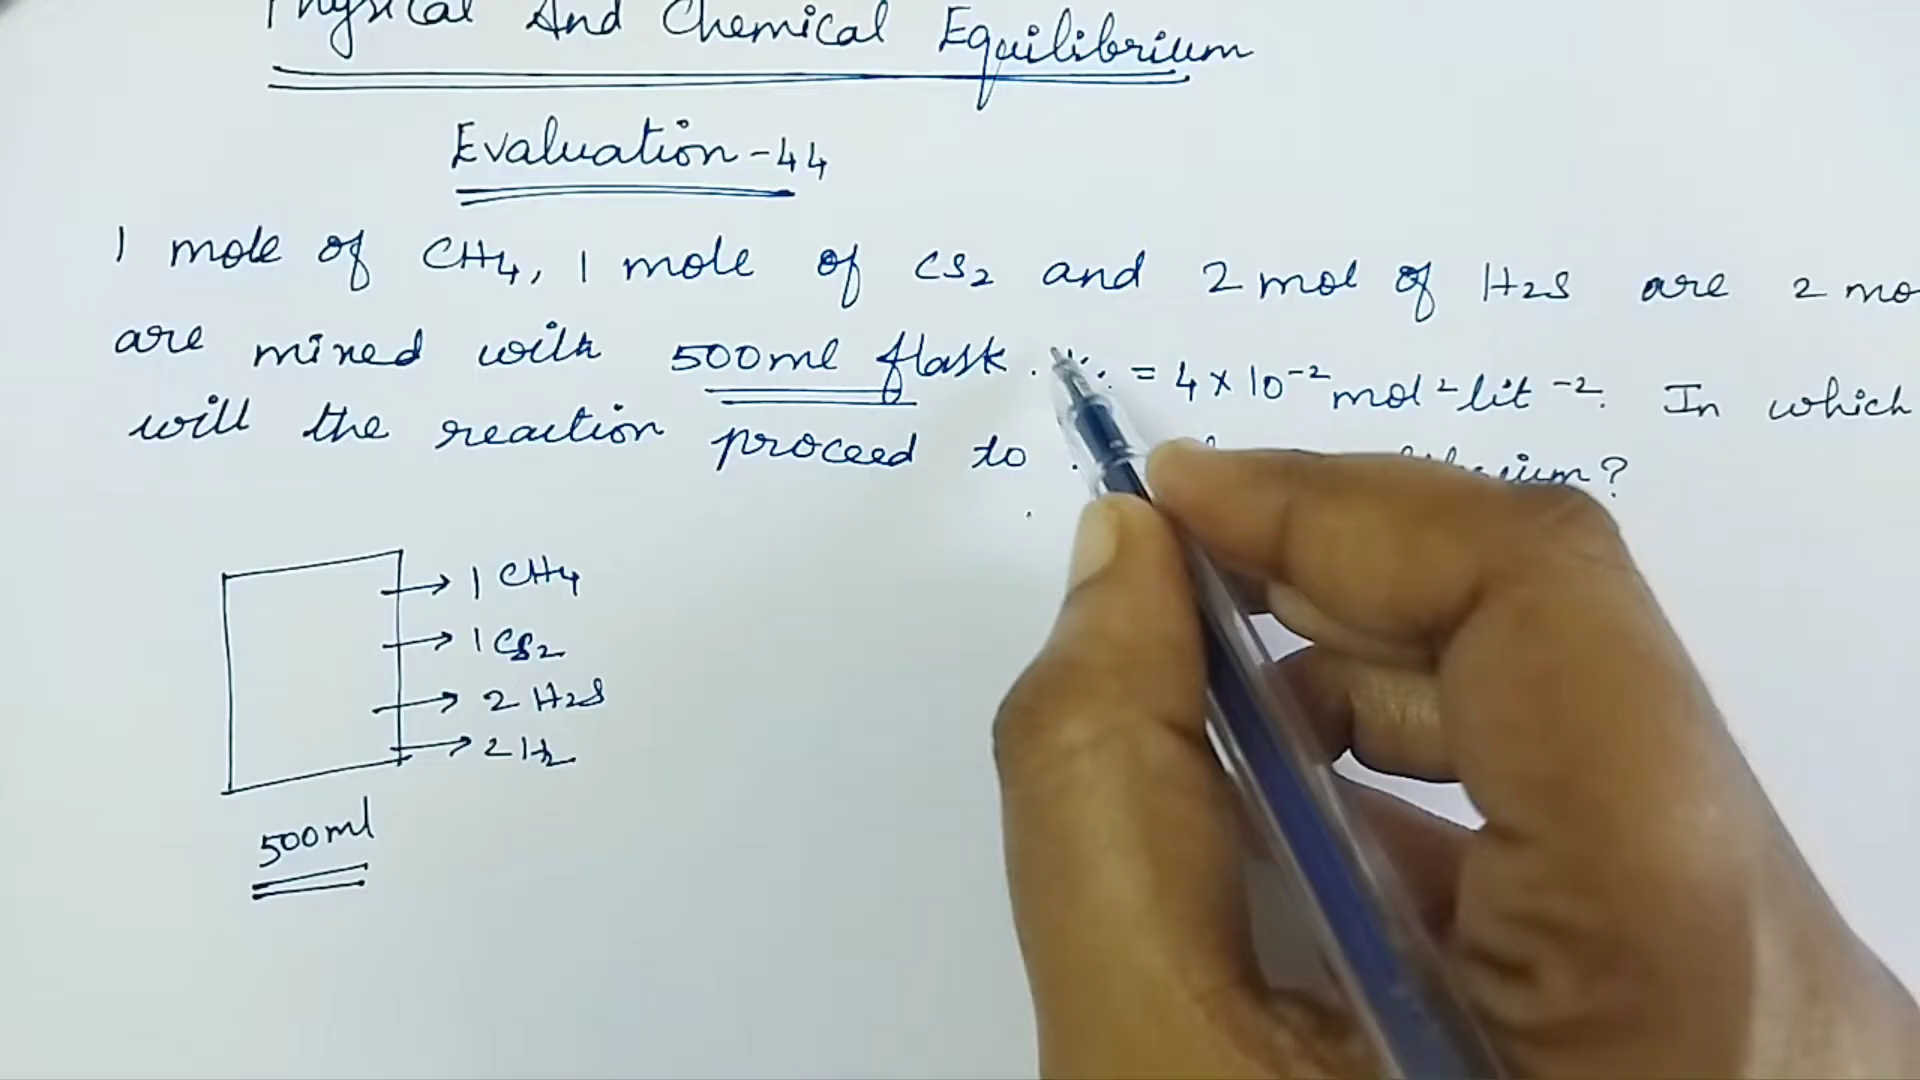 Physical And Chemical Equilibrium
Evaluation-44
1 mole of CH4, 1 mole of CS2 and 2 mol of H2S are 2 mo
are mixed with 500ml flask. = 4 x 10⁻² mol² lit⁻². In which
will the reaction proceed to ?
1 CH4
1 CS2
2 H2S
2 H2
500ml